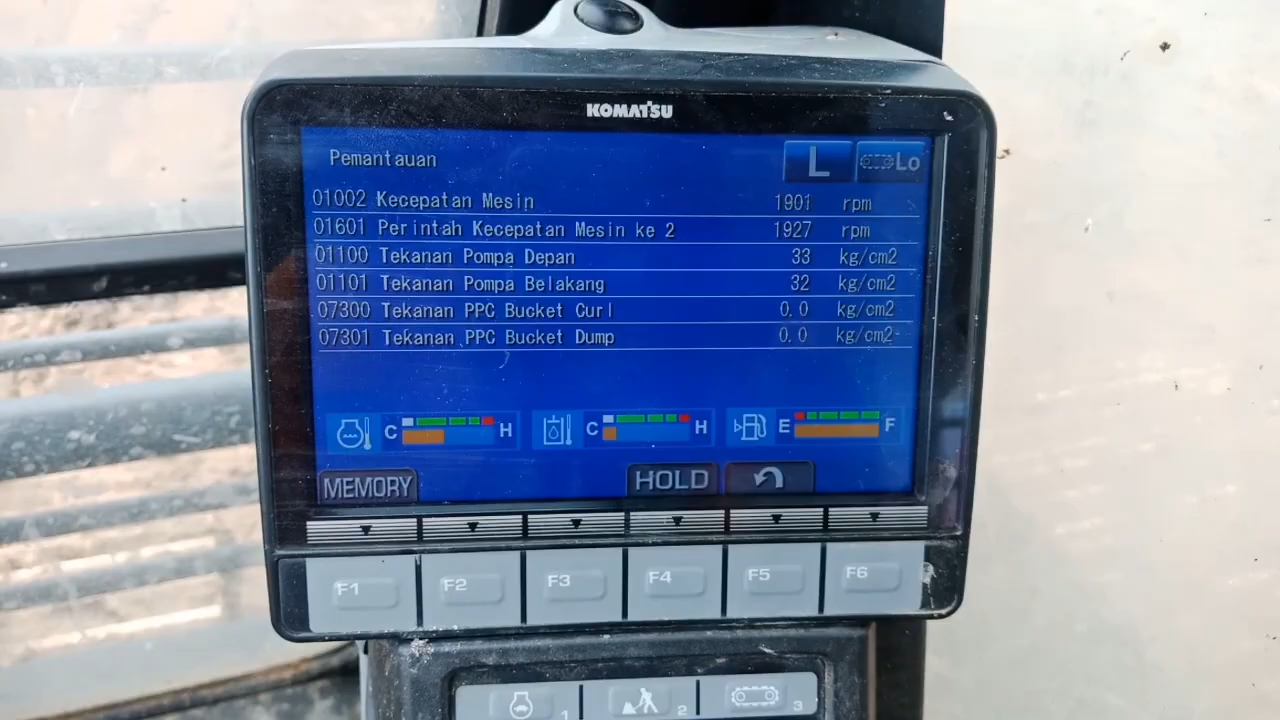 KOMATSU
Pemantauan L Lo
01002 Kecepatan Mesin 1901 rpm
01601 Perintah Kecepatan Mesin ke 2 1927 rpm
01100 Tekanan Pompa Depan 33 kg/cm2
01101 Tekanan Pompa Belakang 32 kg/cm2
07300 Tekanan PPC Bucket Curl 0.0 kg/cm2
07301 Tekanan PPC Bucket Dump 0.0 kg/cm2
C H C H E F
MEMORY HOLD
F1 F2 F3 F4 F5 F6
1 2 3